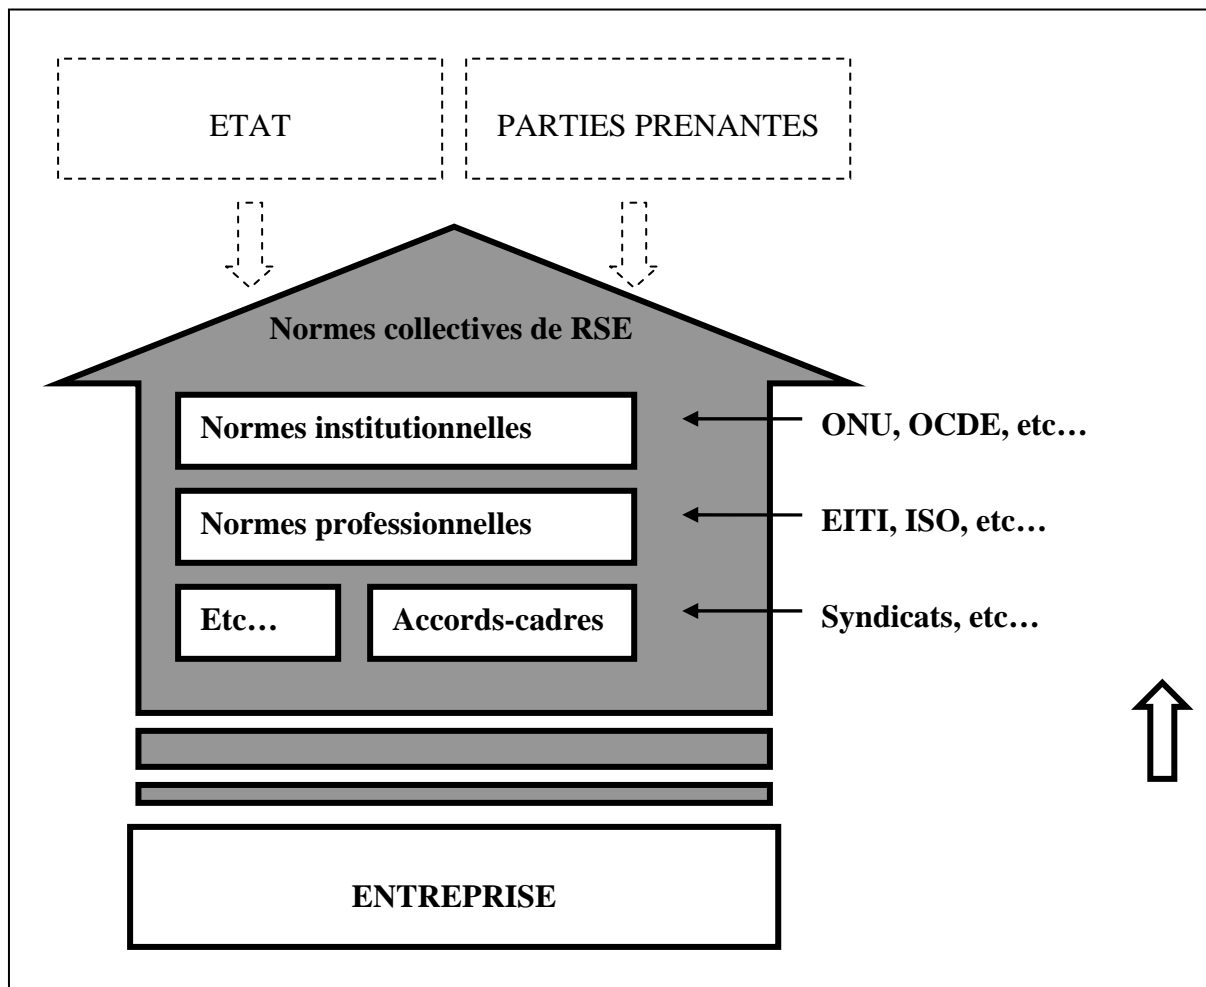 ETAT
PARTIES PRENANTES
Normes collectives de RSE
Normes institutionnelles
ONU, OCDE, etc…
Normes professionnelles
EITI, ISO, etc…
Etc…
Accords-cadres
Syndicats, etc…
ENTREPRISE